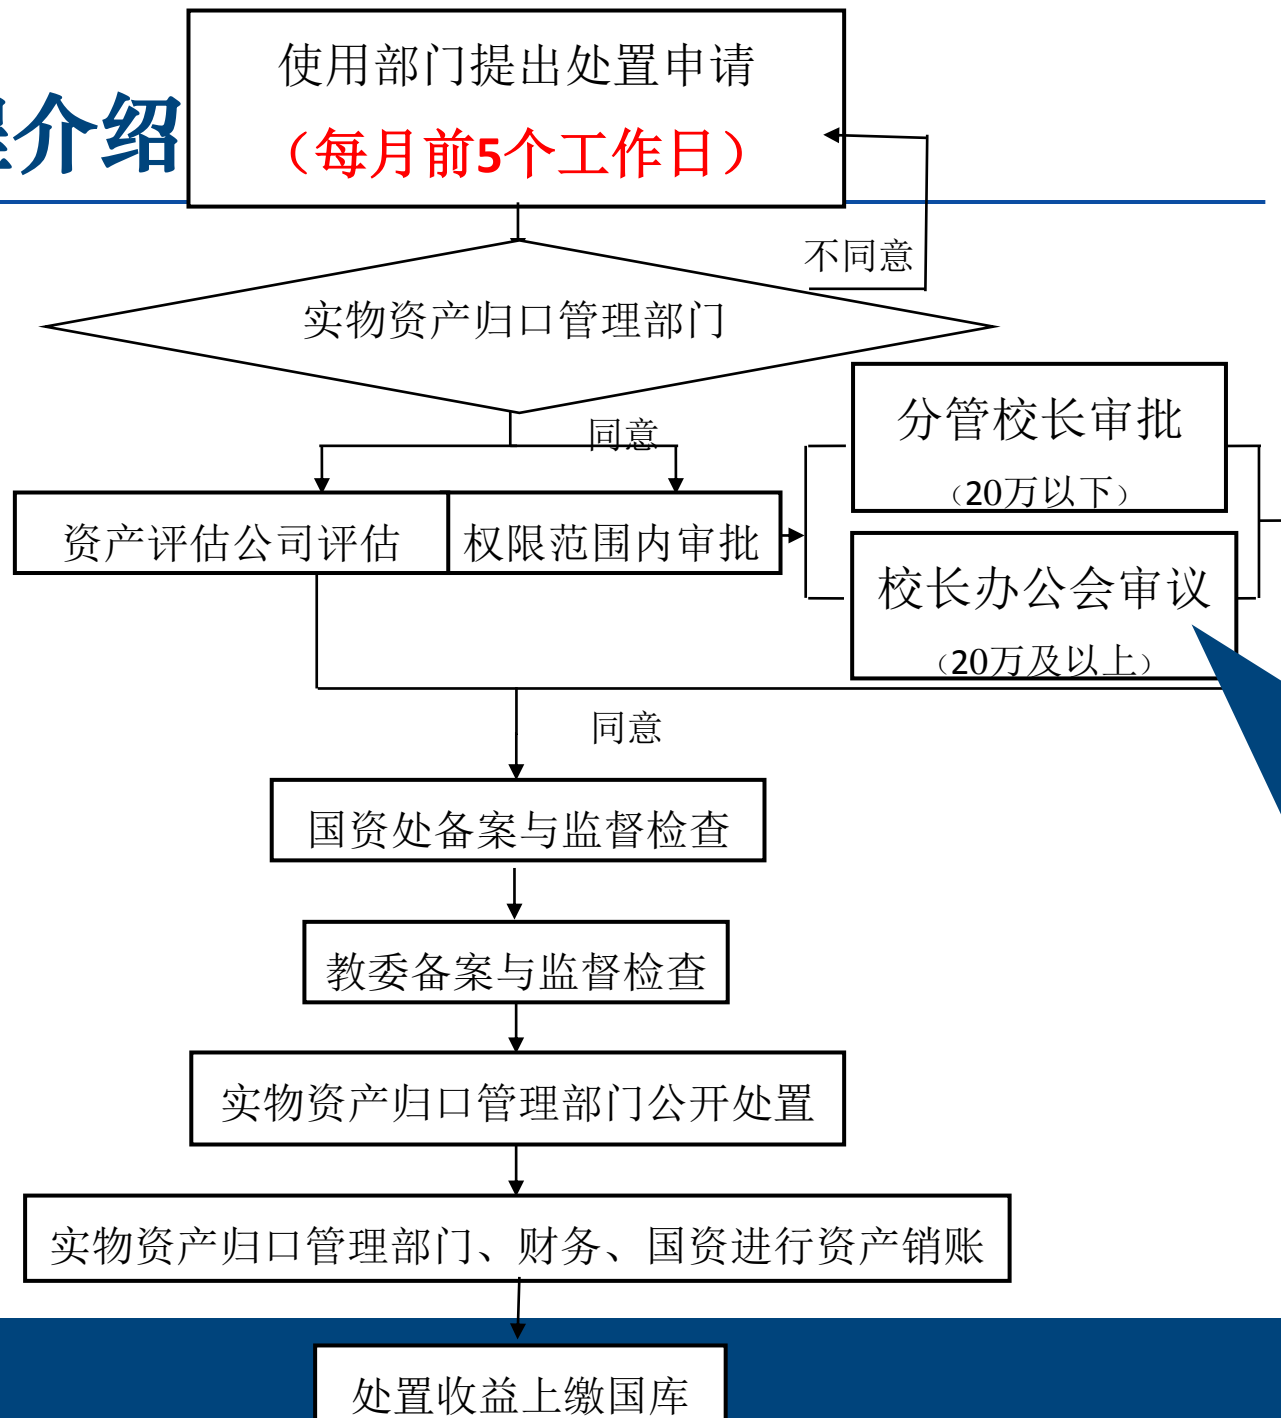 使用部门提出处置申请
程介绍
（每月前5个工作日）
不同意
实物资产归口管理部门
分管校长审批
同意
（20万以下）
资产评估公司评估
权限范围内审批
校长办公会审议
（20万及以上）
同意
国资处备案与监督检查
教委备案与监督检查
实物资产归口管理部门公开处置
实物资产归口管理部门、财务、国资进行资产销账
处置收益上缴国库